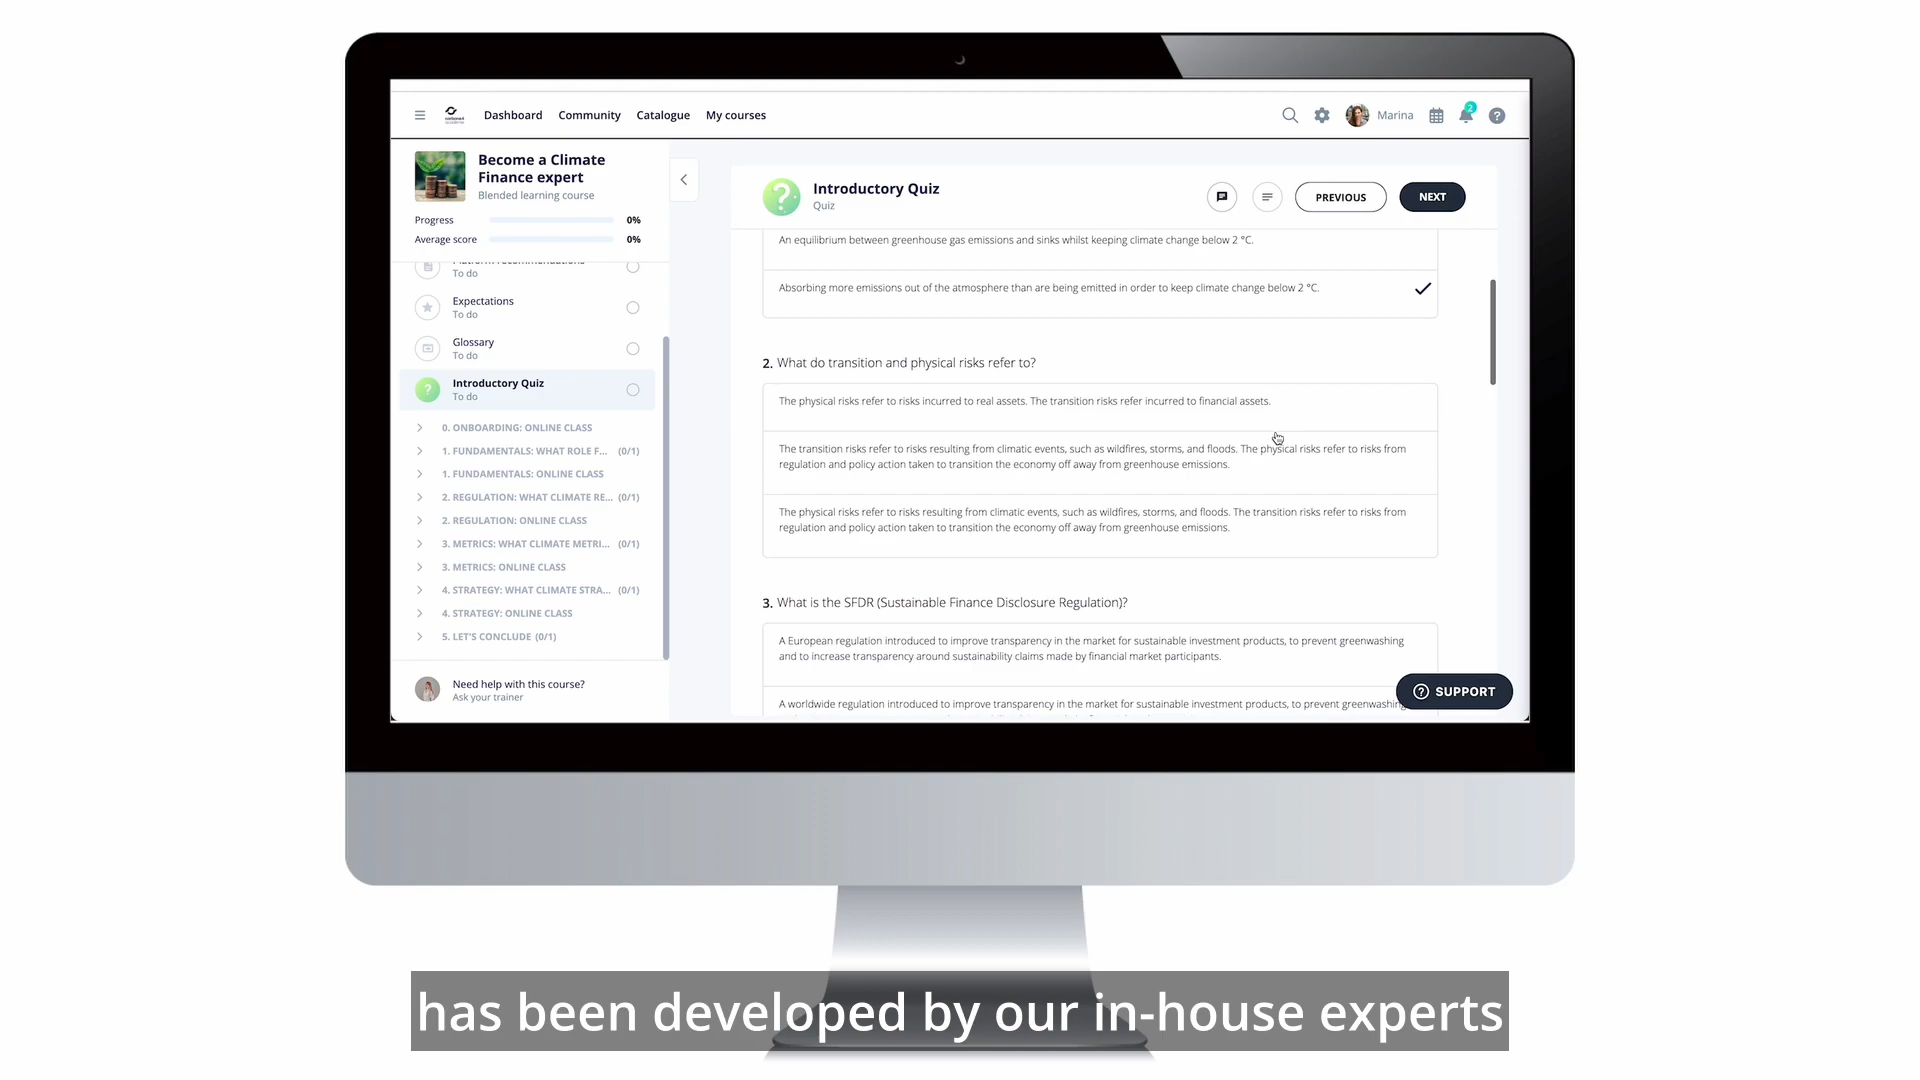 Dashboard Community Catalogue My courses
Marina
2
Become a Climate
Finance expert
Blended learning course
Progress 0%
Average score 0%
To do
Expectations
To do
Glossary
To do
Introductory Quiz
To do
0. ONBOARDING: ONLINE CLASS
1. FUNDAMENTALS: WHAT ROLE F... (0/1)
1. FUNDAMENTALS: ONLINE CLASS
2. REGULATION: WHAT CLIMATE RE... (0/1)
2. REGULATION: ONLINE CLASS
3. METRICS: WHAT CLIMATE METRI... (0/1)
3. METRICS: ONLINE CLASS
4. STRATEGY: WHAT CLIMATE STRA... (0/1)
4. STRATEGY: ONLINE CLASS
5. LET'S CONCLUDE (0/1)
Need help with this course?
Ask your trainer
Introductory Quiz
Quiz
PREVIOUS
NEXT
An equilibrium between greenhouse gas emissions and sinks whilst keeping climate change below 2 °C.
Absorbing more emissions out of the atmosphere than are being emitted in order to keep climate change below 2 °C.
2. What do transition and physical risks refer to?
The physical risks refer to risks incurred to real assets. The transition risks refer incurred to financial assets.
The transition risks refer to risks resulting from climatic events, such as wildfires, storms, and floods. The physical risks refer to risks from
regulation and policy action taken to transition the economy off away from greenhouse emissions.
The physical risks refer to risks resulting from climatic events, such as wildfires, storms, and floods. The transition risks refer to risks from
regulation and policy action taken to transition the economy off away from greenhouse emissions.
3. What is the SFDR (Sustainable Finance Disclosure Regulation)?
A European regulation introduced to improve transparency in the market for sustainable investment products, to prevent greenwashing
and to increase transparency around sustainability claims made by financial market participants.
A worldwide regulation introduced to improve transparency in the market for sustainable investment products, to prevent greenwashing
SUPPORT
has been developed by our in-house experts